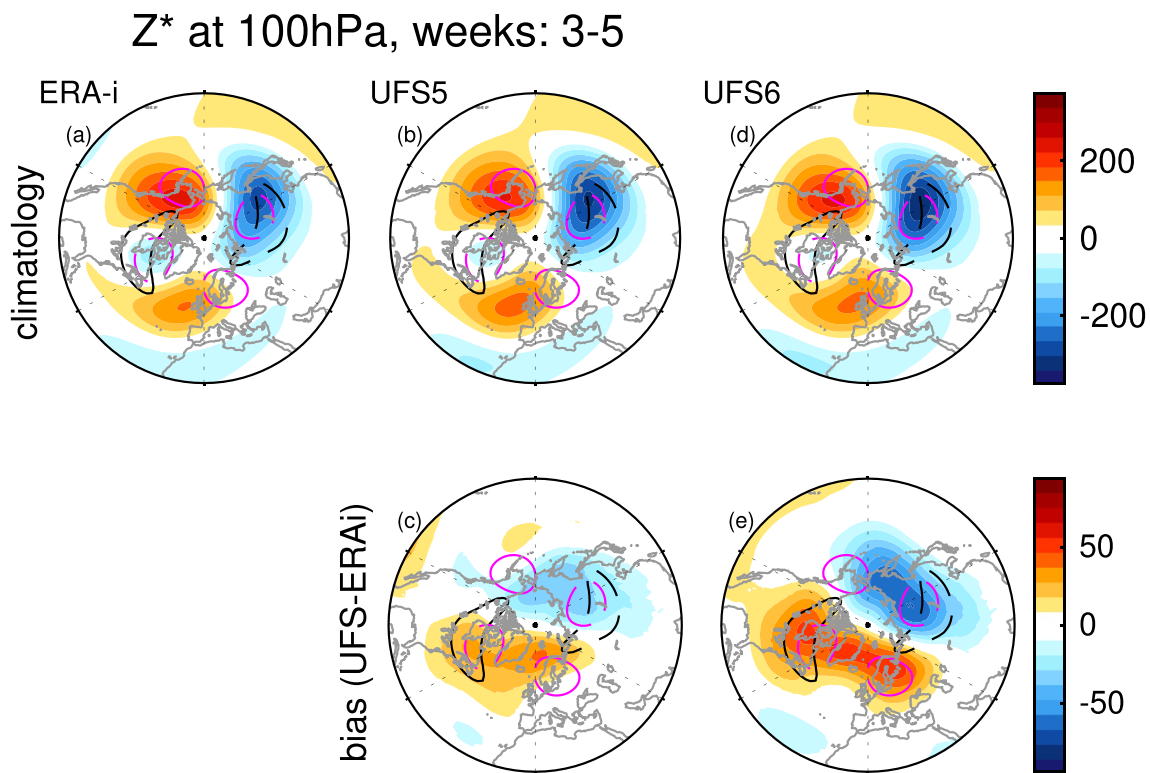 Z* at 100hPa, weeks: 3-5
ERA-i
UFS5
UFS6
(a)
(b)
(d)
climatology
200
0
-200
(c)
(e)
bias (UFS-ERAi)
50
0
-50